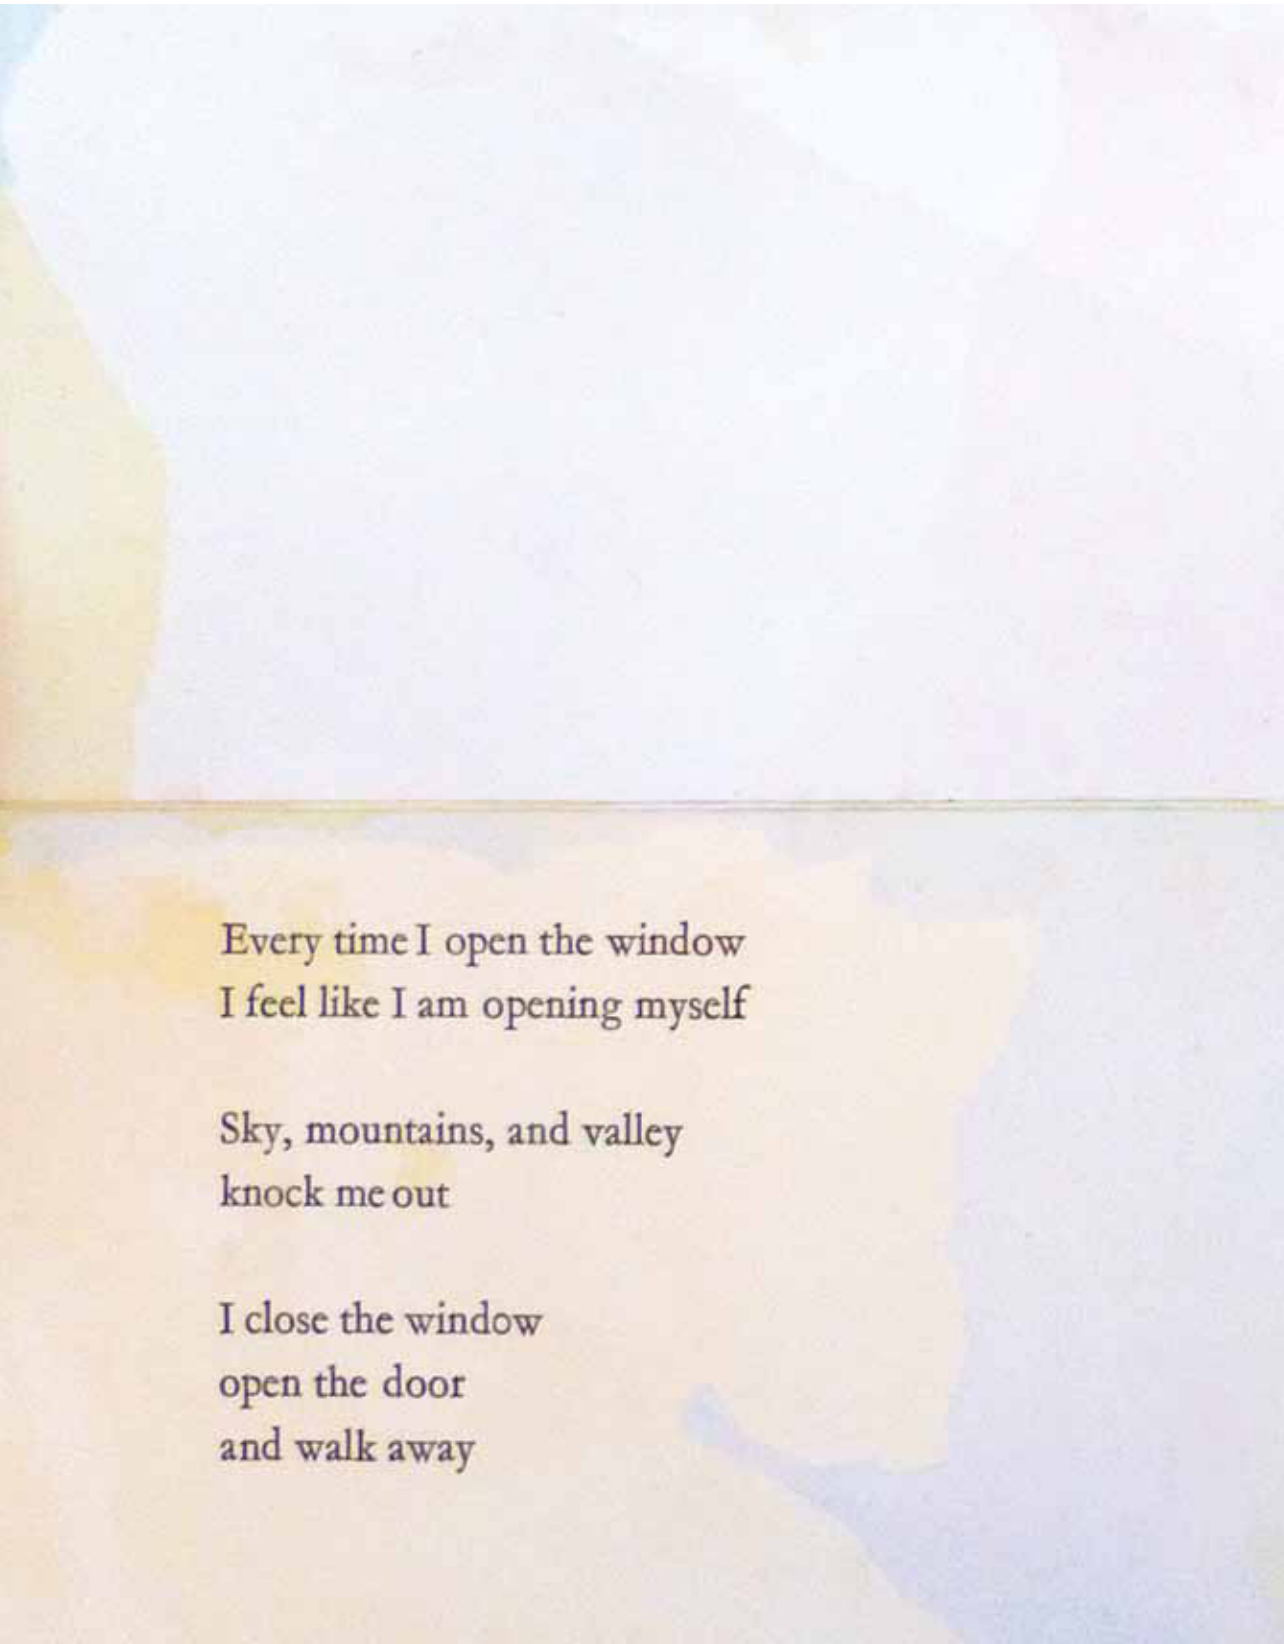 Every time I open the window
I feel like I am opening myself
Sky, mountains, and valley
knock me out
I close the window
open the door
and walk away